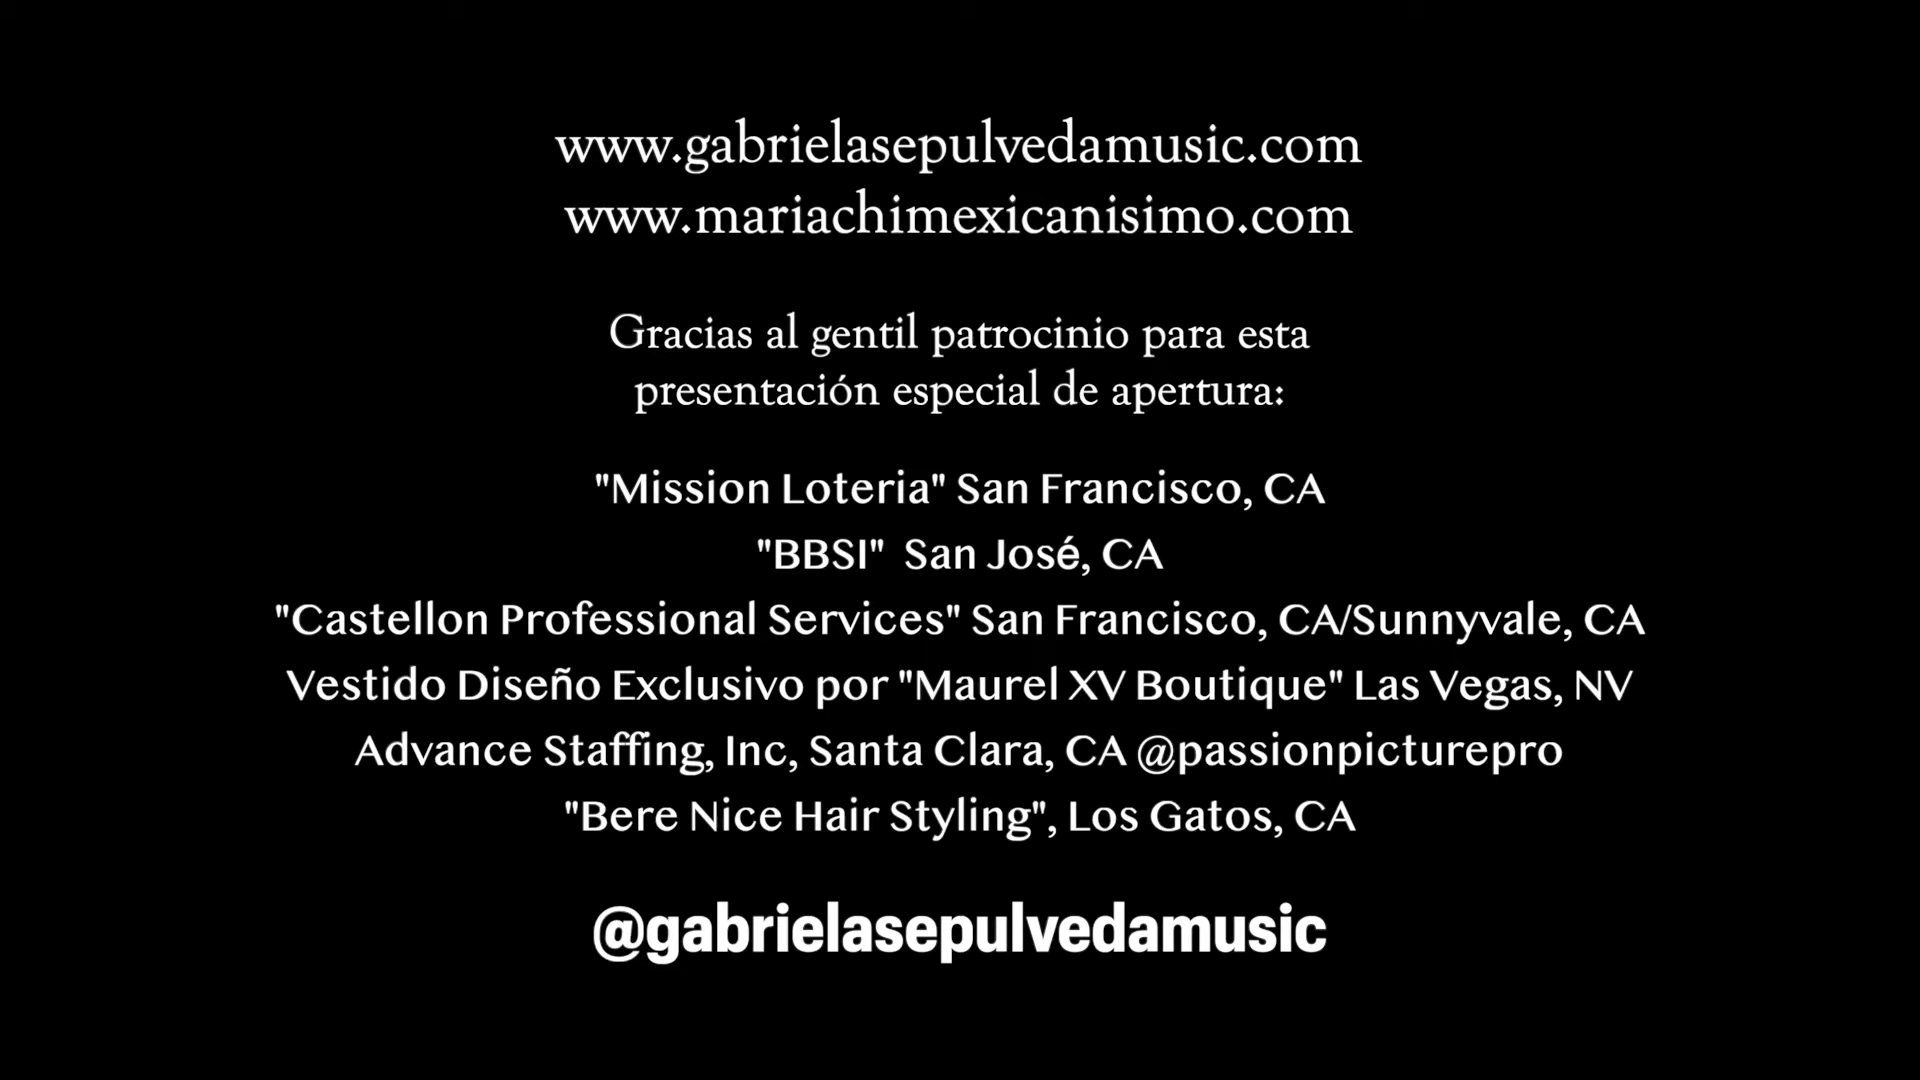 www.gabrielasepulvedamusic.com
www.mariachimexicanisimo.com
Gracias al gentil patrocinio para esta
presentación especial de apertura:
"Mission Loteria" San Francisco, CA
"BBSI"  San José, CA
"Castellon Professional Services" San Francisco, CA/Sunnyvale, CA
Vestido Diseño Exclusivo por "Maurel XV Boutique" Las Vegas, NV
Advance Staffing, Inc, Santa Clara, CA @passionpicturepro
"Bere Nice Hair Styling", Los Gatos, CA
@gabrielasepulvedamusic